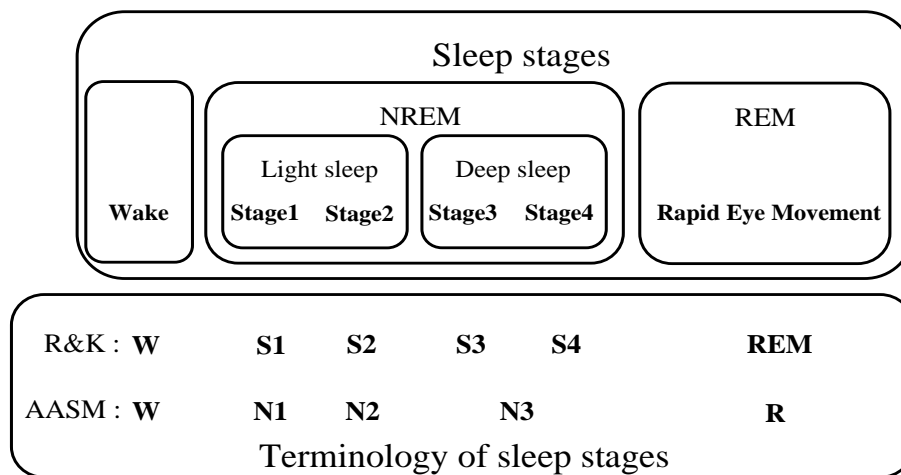 Sleep stages
NREM
REM
Light sleep
Deep sleep
Wake
Stage1 Stage2
Stage3 Stage4
Rapid Eye Movement
R&K : W S1 S2 S3 S4 REM
AASM : W N1 N2 N3 R
Terminology of sleep stages